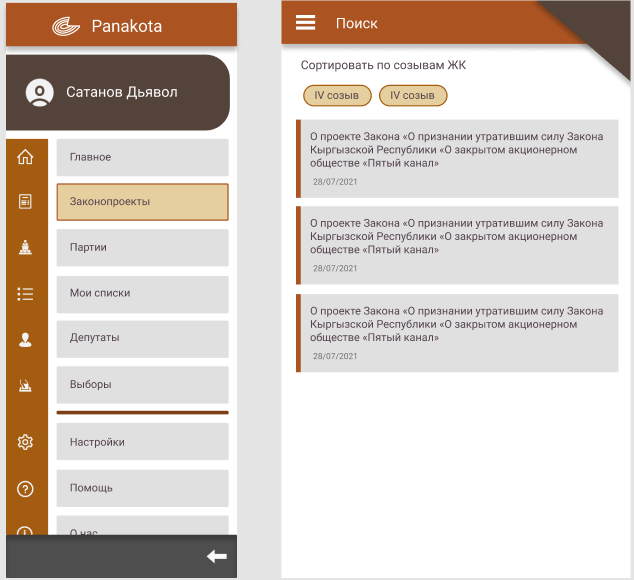 Panakota
Сатанов Дьявол
Главное
Законопроекты
Партии
Мои списки
Депутаты
Выборы
Настройки
Помощь
О нас
Поиск
Сортировать по созывам ЖК
IV созыв
IV созыв
О проекте Закона «О признании утратившим силу Закона
Кыргызской Республики «О закрытом акционерном
обществе «Пятый канал»
28/07/2021
О проекте Закона «О признании утратившим силу Закона
Кыргызской Республики «О закрытом акционерном
обществе «Пятый канал»
28/07/2021
О проекте Закона «О признании утратившим силу Закона
Кыргызской Республики «О закрытом акционерном
обществе «Пятый канал»
28/07/2021